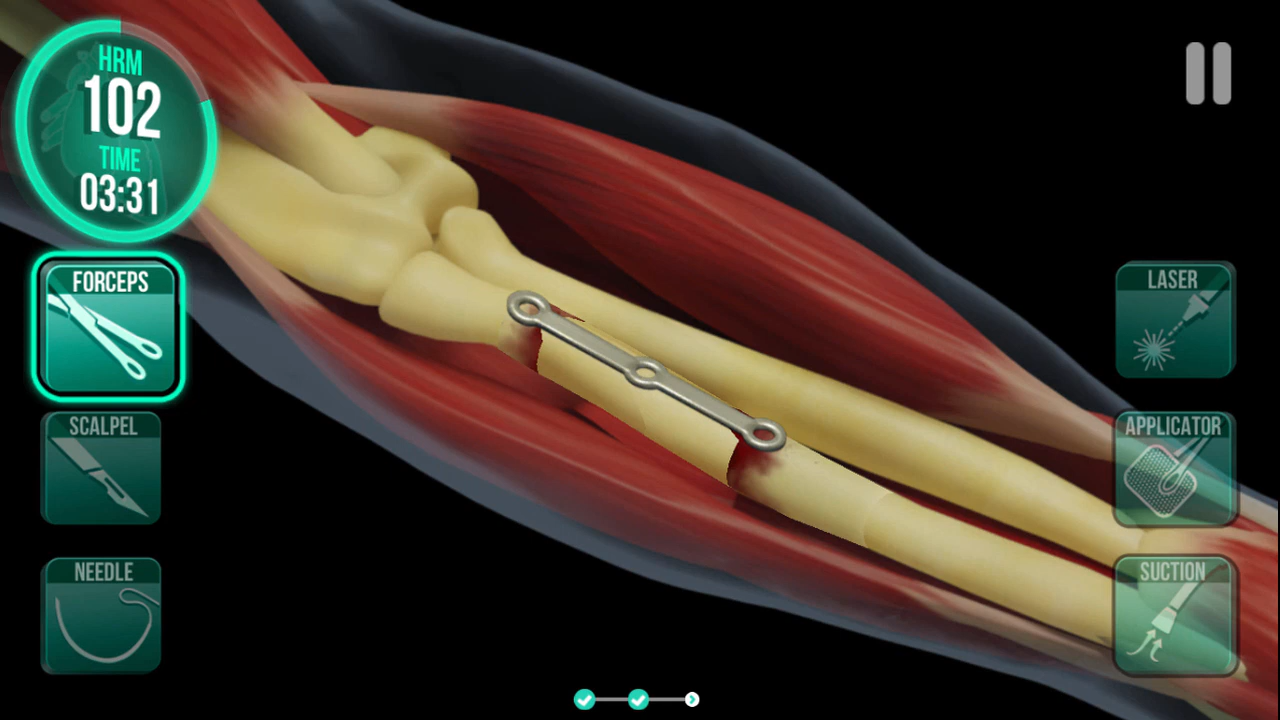 HRM
102
TIME
03:31
FORCEPS
SCALPEL
NEEDLE
LASER
APPLICATOR
SUCTION